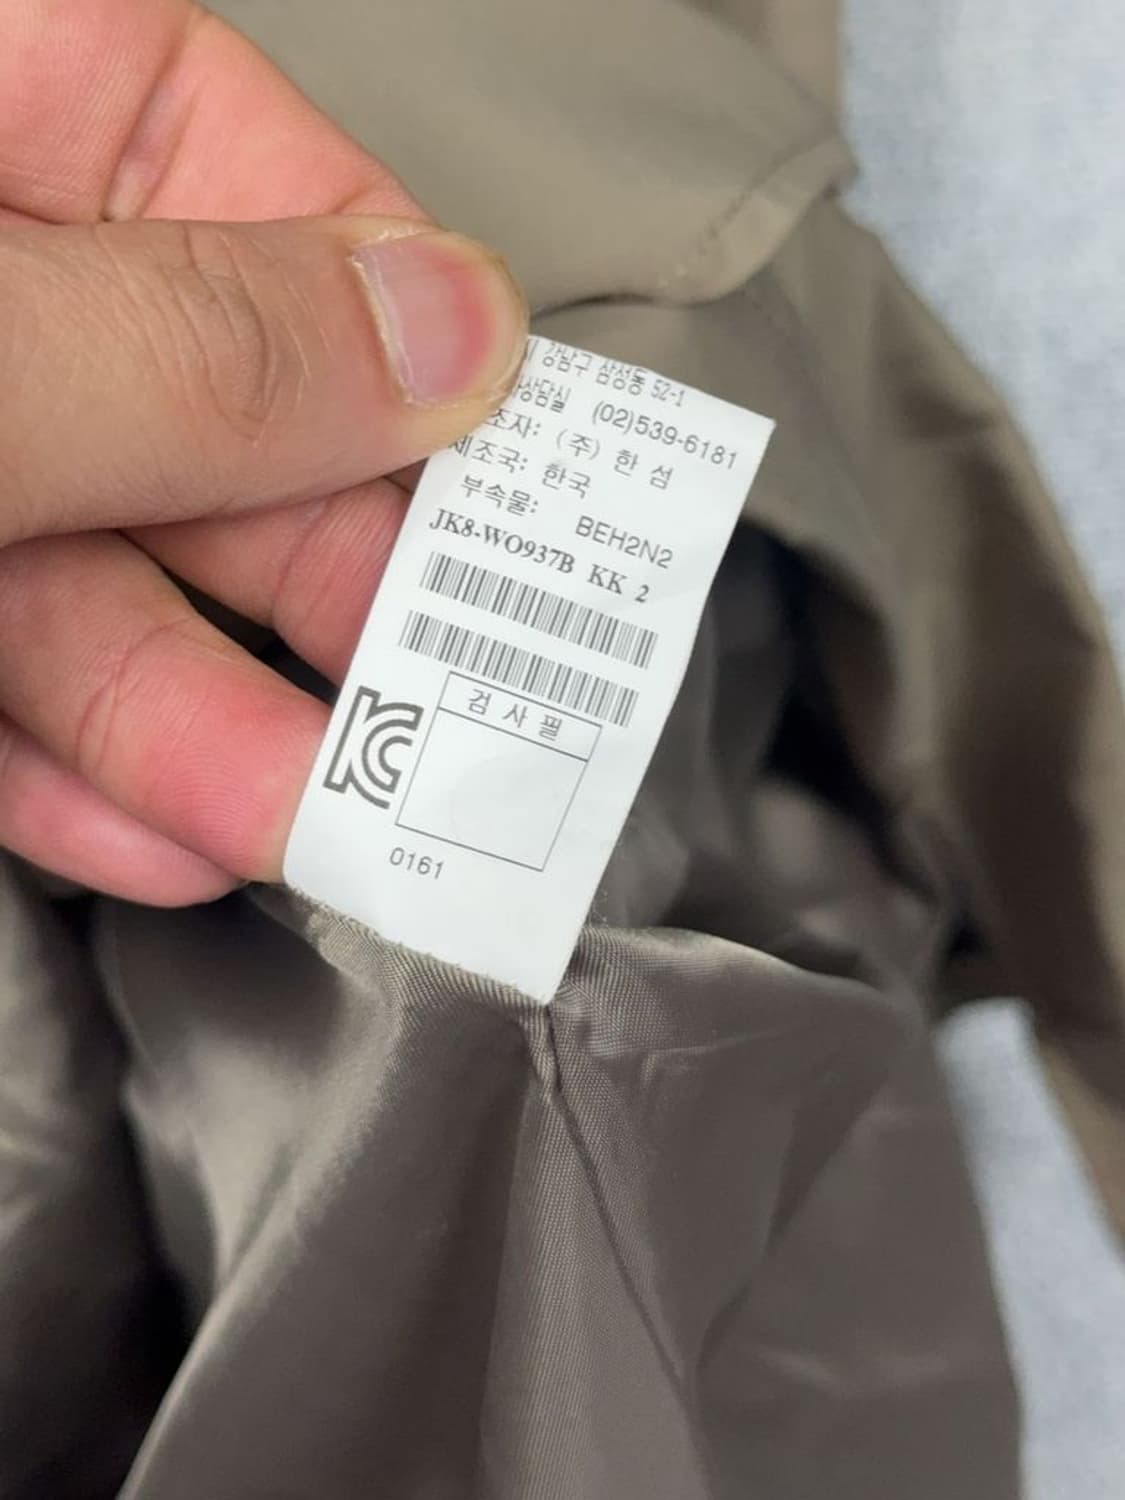 강남구 삼성동 52-1
상담실 (02)539-6181
조자: (주) 한 섬
제조국: 한국
부속물: BEH2N2
JK8-WO937B KK 2
검 사 필
KC
0161